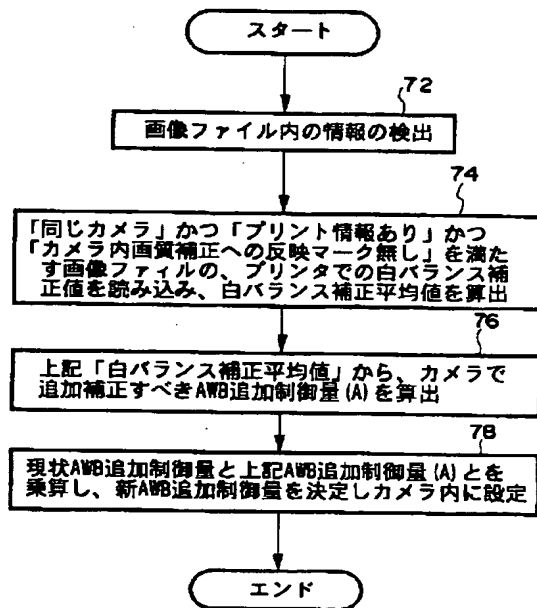 スタート
72
画像ファイル内の情報の検出
74
「同じカメラ」かつ「プリント情報あり」かつ
「カメラ内画質補正への反映マーク無し」を満た
す画像ファィルの、プリンタでの白バランス補
正値を読み込み、白バランス補正平均値を算出
76
上記「白バランス補正平均値」から、カメラで
追加補正すべきAWB追加制御量(A)を算出
78
現状AWB追加制御量と上記AWB追加制御量(A)とを
乗算し、新AWB追加制御量を決定しカメラ内に設定
エンド